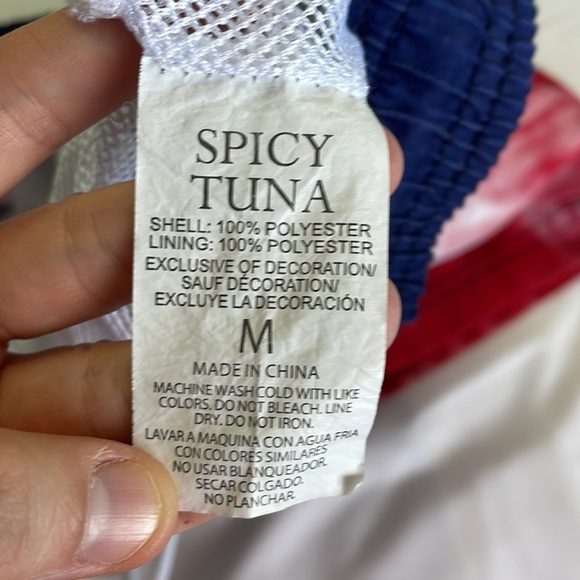 SPICY
TUNA
SHELL: 100% POLYESTER
LINING: 100% POLYESTER
EXCLUSIVE OF DECORATION/
SAUF DÉCORATION/
EXCLUYE LA DECORACIÓN
M
MADE IN CHINA
MACHINE WASH COLD WITH LIKE
COLORS. DO NOT BLEACH. LINE
DRY. DO NOT IRON.
LAVAR A MAQUINA CON AGUA FRIA
CON COLORES SIMILARES
NO USAR BLANQUEADOR.
SECAR COLGADO.
NO PLANCHAR.